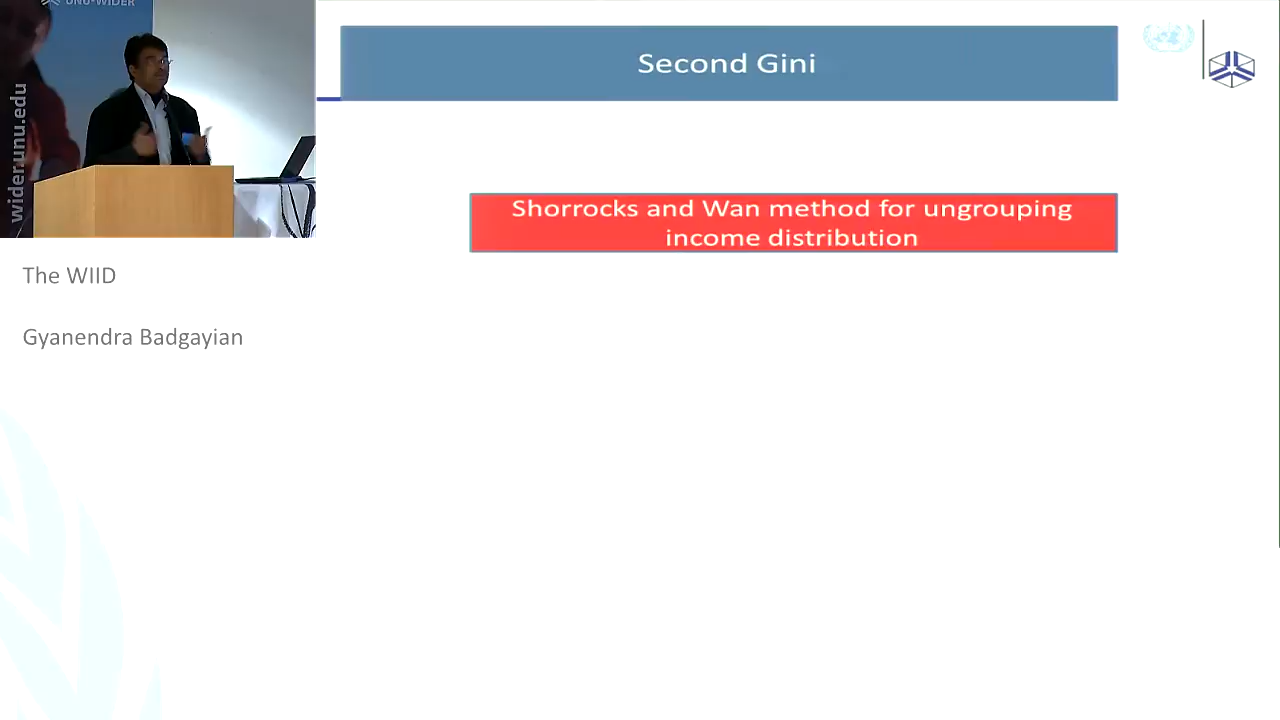 UNU-WIDER
wider.unu.edu
Second Gini
Shorrocks and Wan method for ungrouping
income distribution
The WIID
Gyanendra Badgayian